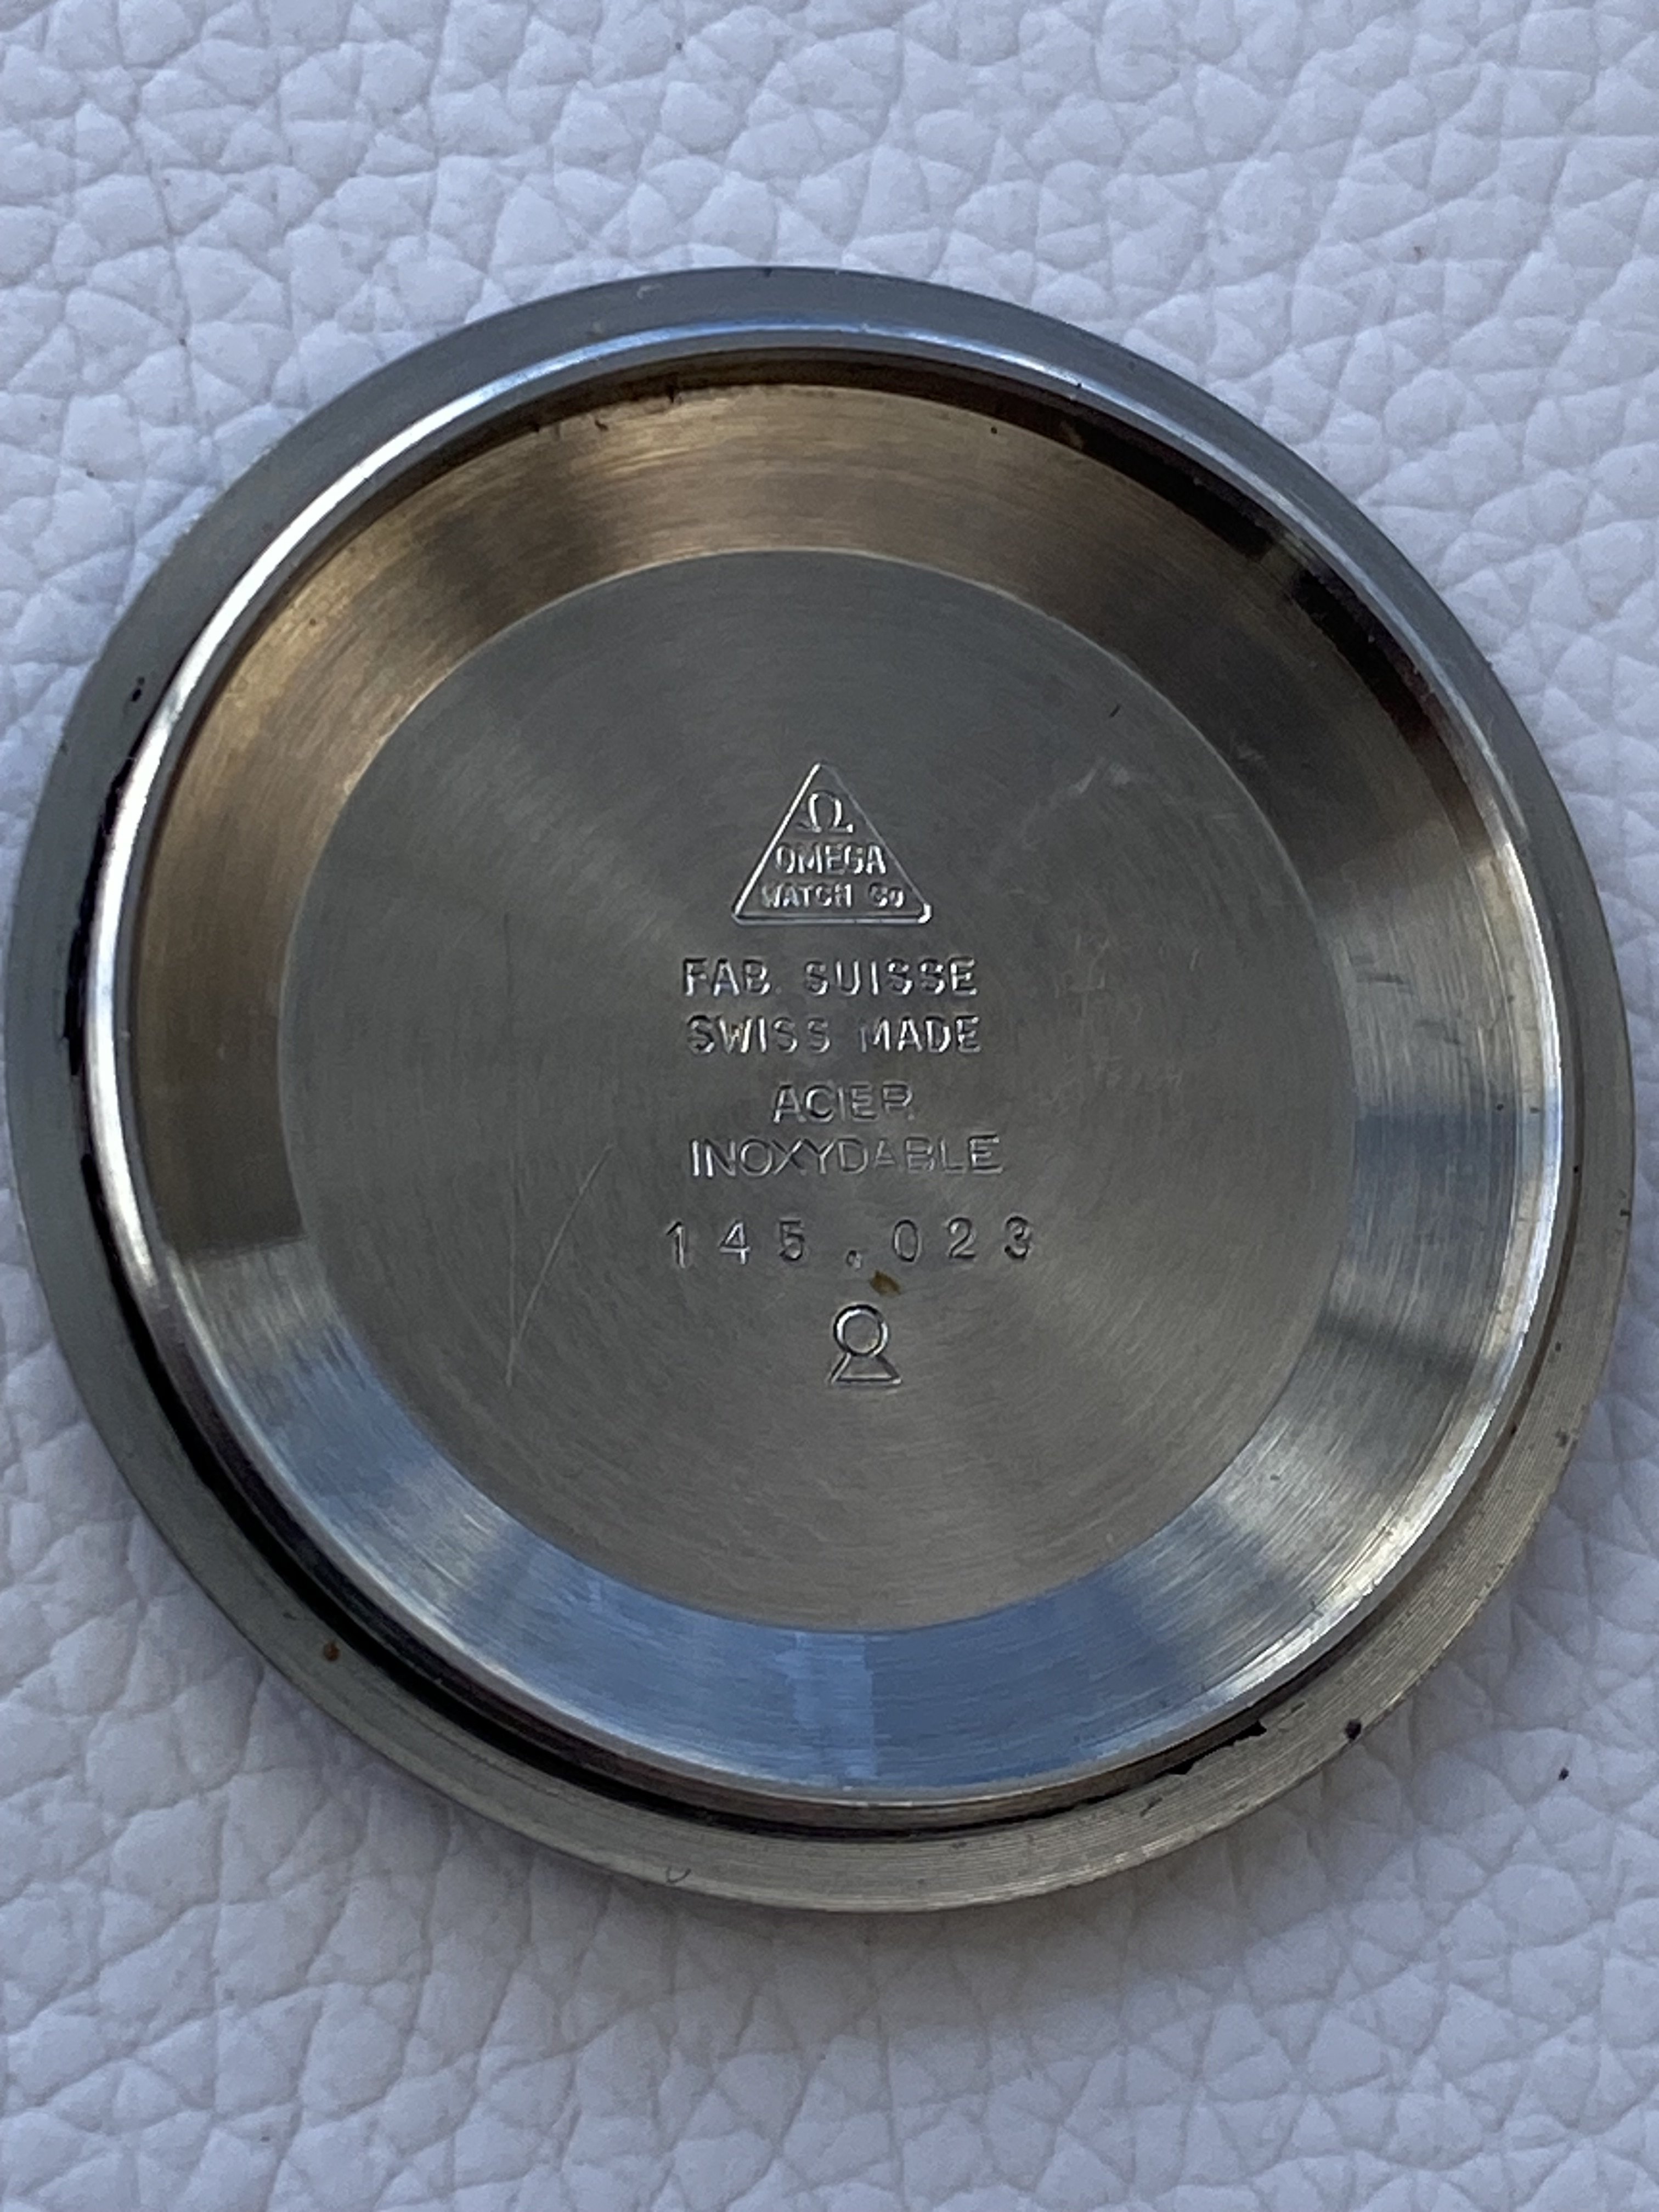 Ω
OMEGA
WATCH Co
FAB. SUISSE
SWISS MADE
ACIER
INOXYDABLE
145.023